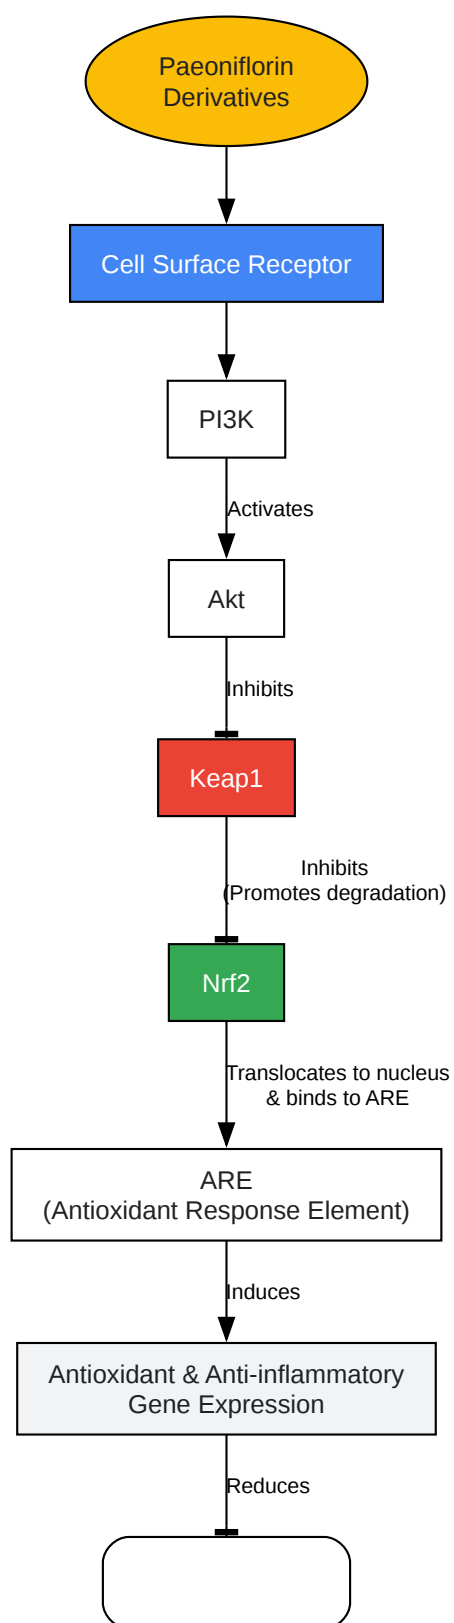 Paeoniflorin
Derivatives
Cell Surface Receptor
PI3K
Activates
Akt
Inhibits
Keap1
Inhibits
(Promotes degradation)
Nrf2
Translocates to nucleus
& binds to ARE
ARE
(Antioxidant Response Element)
Induces
Antioxidant & Anti-inflammatory
Gene Expression
Reduces